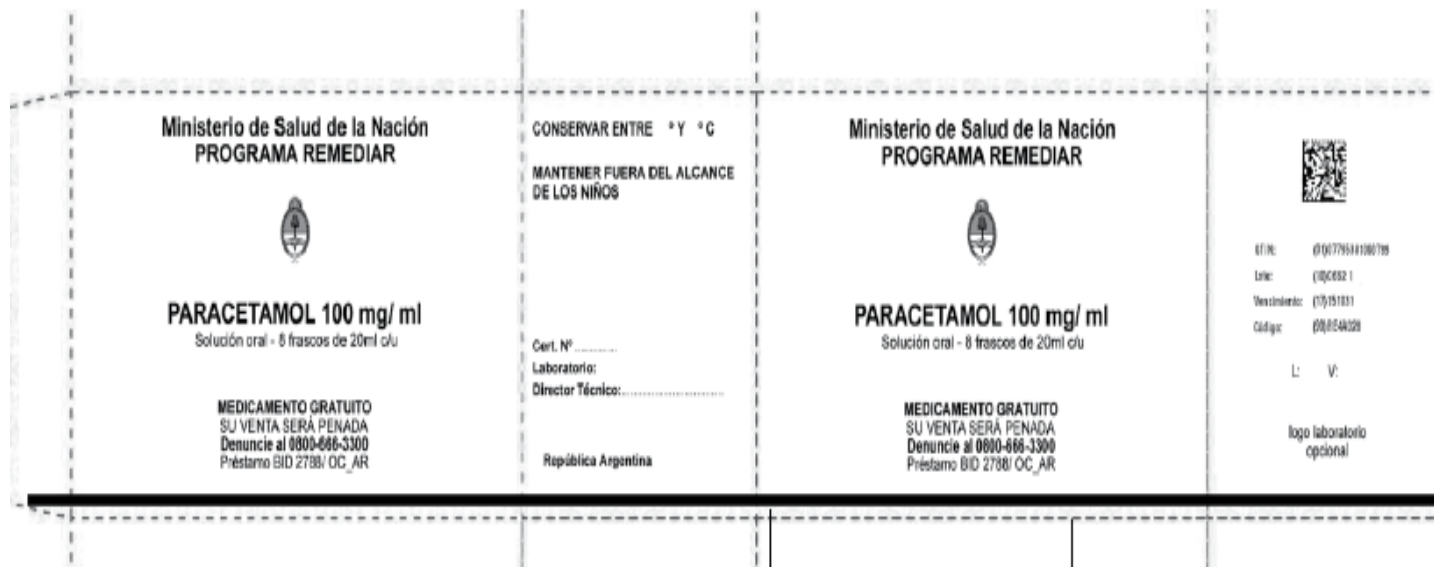 Ministerio de Salud de la Nación
PROGRAMA REMEDIAR
PARACETAMOL 100 mg/ ml
Solución oral - 8 frascos de 20ml c/u
MEDICAMENTO GRATUITO
SU VENTA SERÁ PENADA
Denuncie al 0800-666-3300
Préstamo BID 2788/ OC_AR
CONSERVAR ENTRE ° Y ° C
MANTENER FUERA DEL ALCANCE
DE LOS NIÑOS
Cert. Nº ............
Laboratorio:
Director Técnico:............................
República Argentina
Ministerio de Salud de la Nación
PROGRAMA REMEDIAR
PARACETAMOL 100 mg/ ml
Solución oral - 8 frascos de 20ml c/u
MEDICAMENTO GRATUITO
SU VENTA SERÁ PENADA
Denuncie al 0800-666-3300
Préstamo BID 2788/ OC_AR
GTIN:
Lote:
Vencimiento: (17)151031
Código:
L: V:
logo laboratorio
opcional